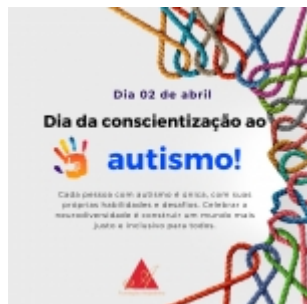 Dia 02 de abril
Dia da conscientização ao
autismo!
Cada pessoa com autismo é única, com suas
próprias habilidades e desafios. Celebrar a
neurodiversidade é construir um mundo mais
justo e inclusivo para todos.